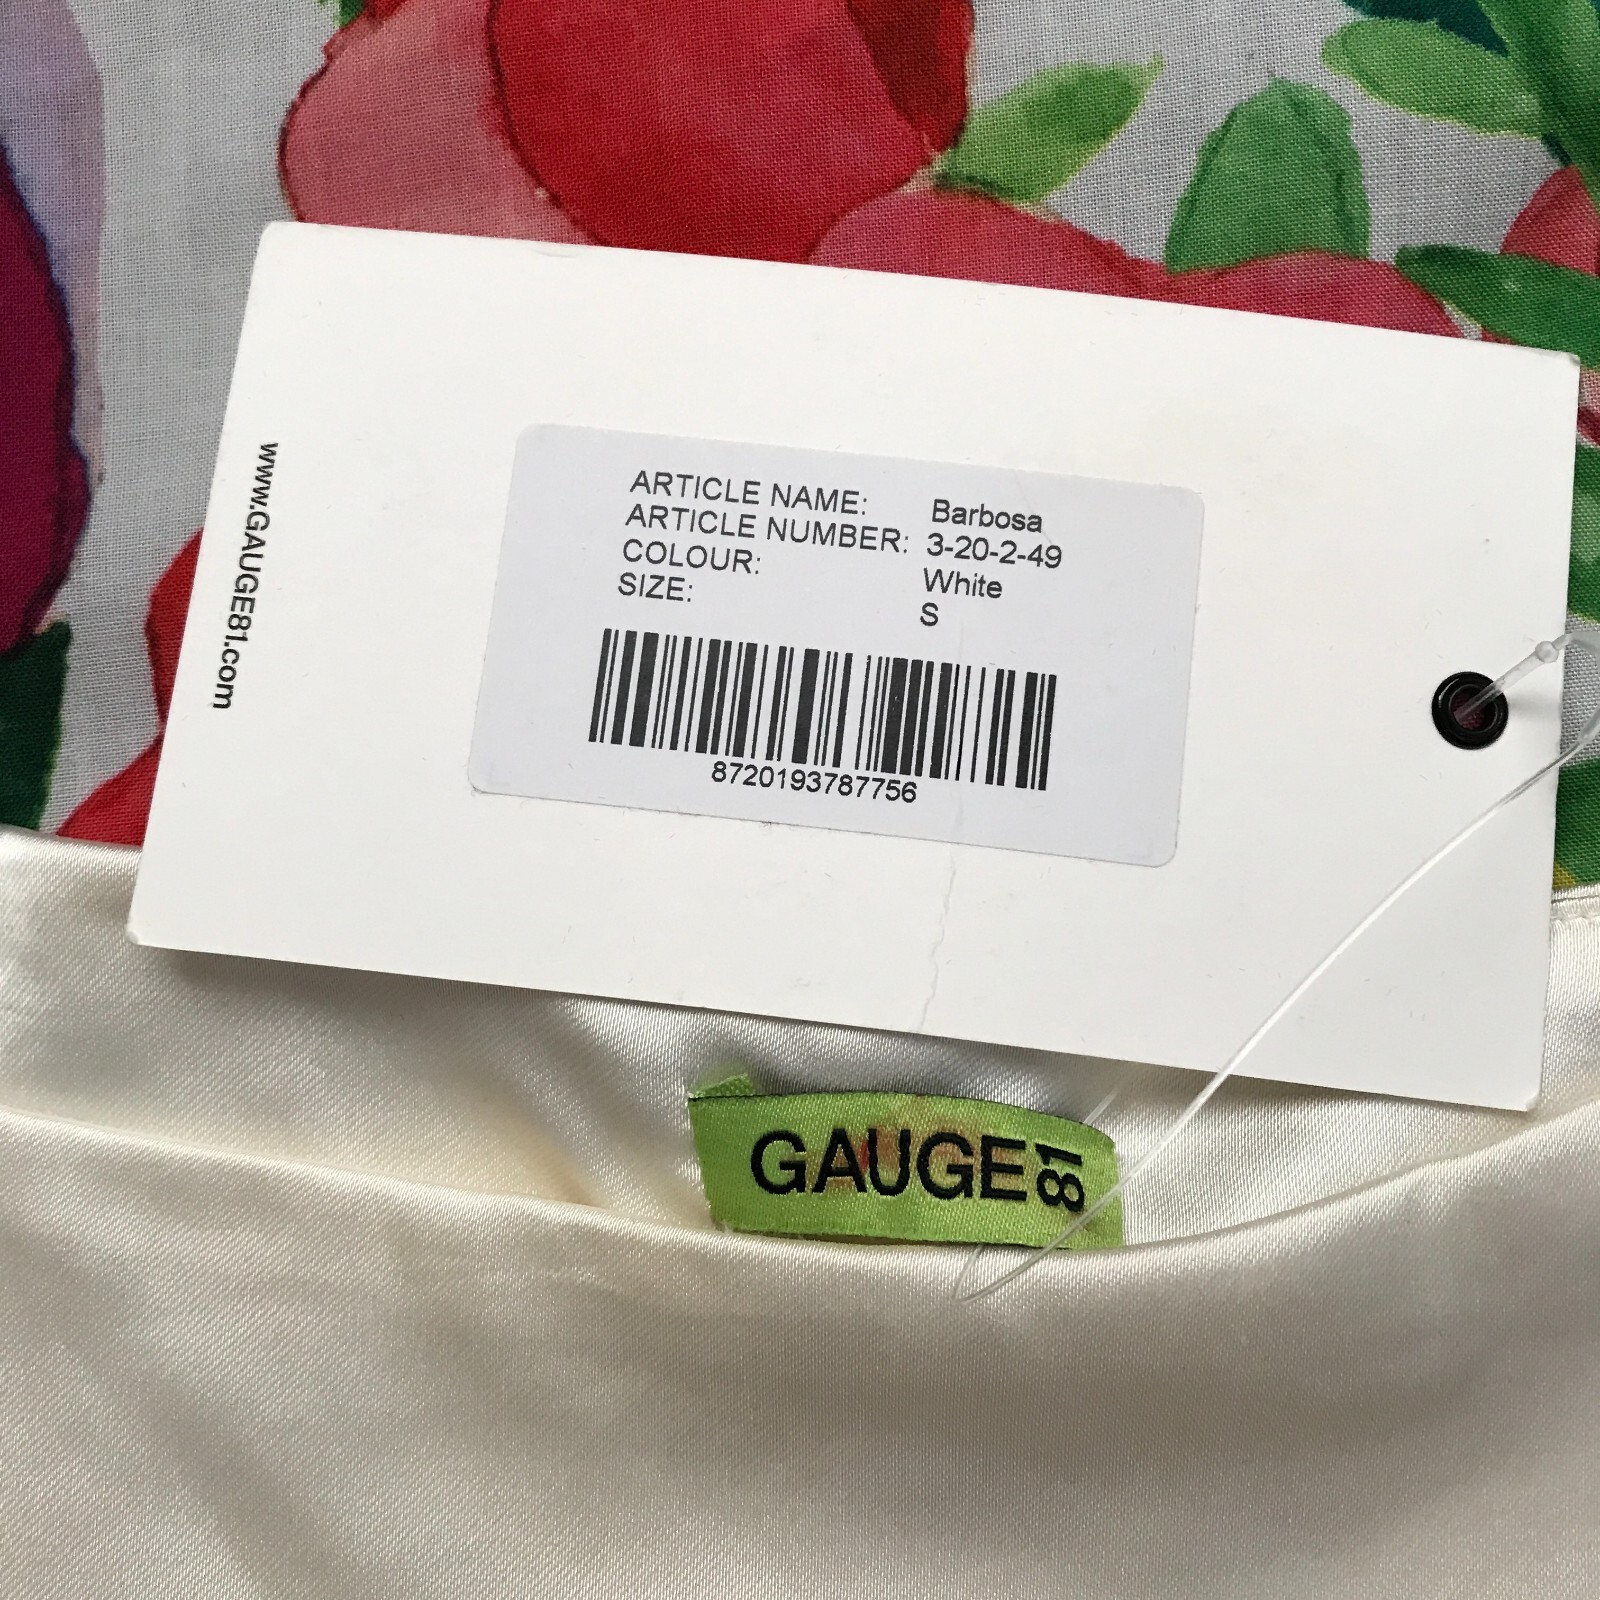 www.GAUGE81.com
ARTICLE NAME: Barbosa
ARTICLE NUMBER: 3-20-2-49
COLOUR: White
SIZE: S
8720193787756
GAUGE81